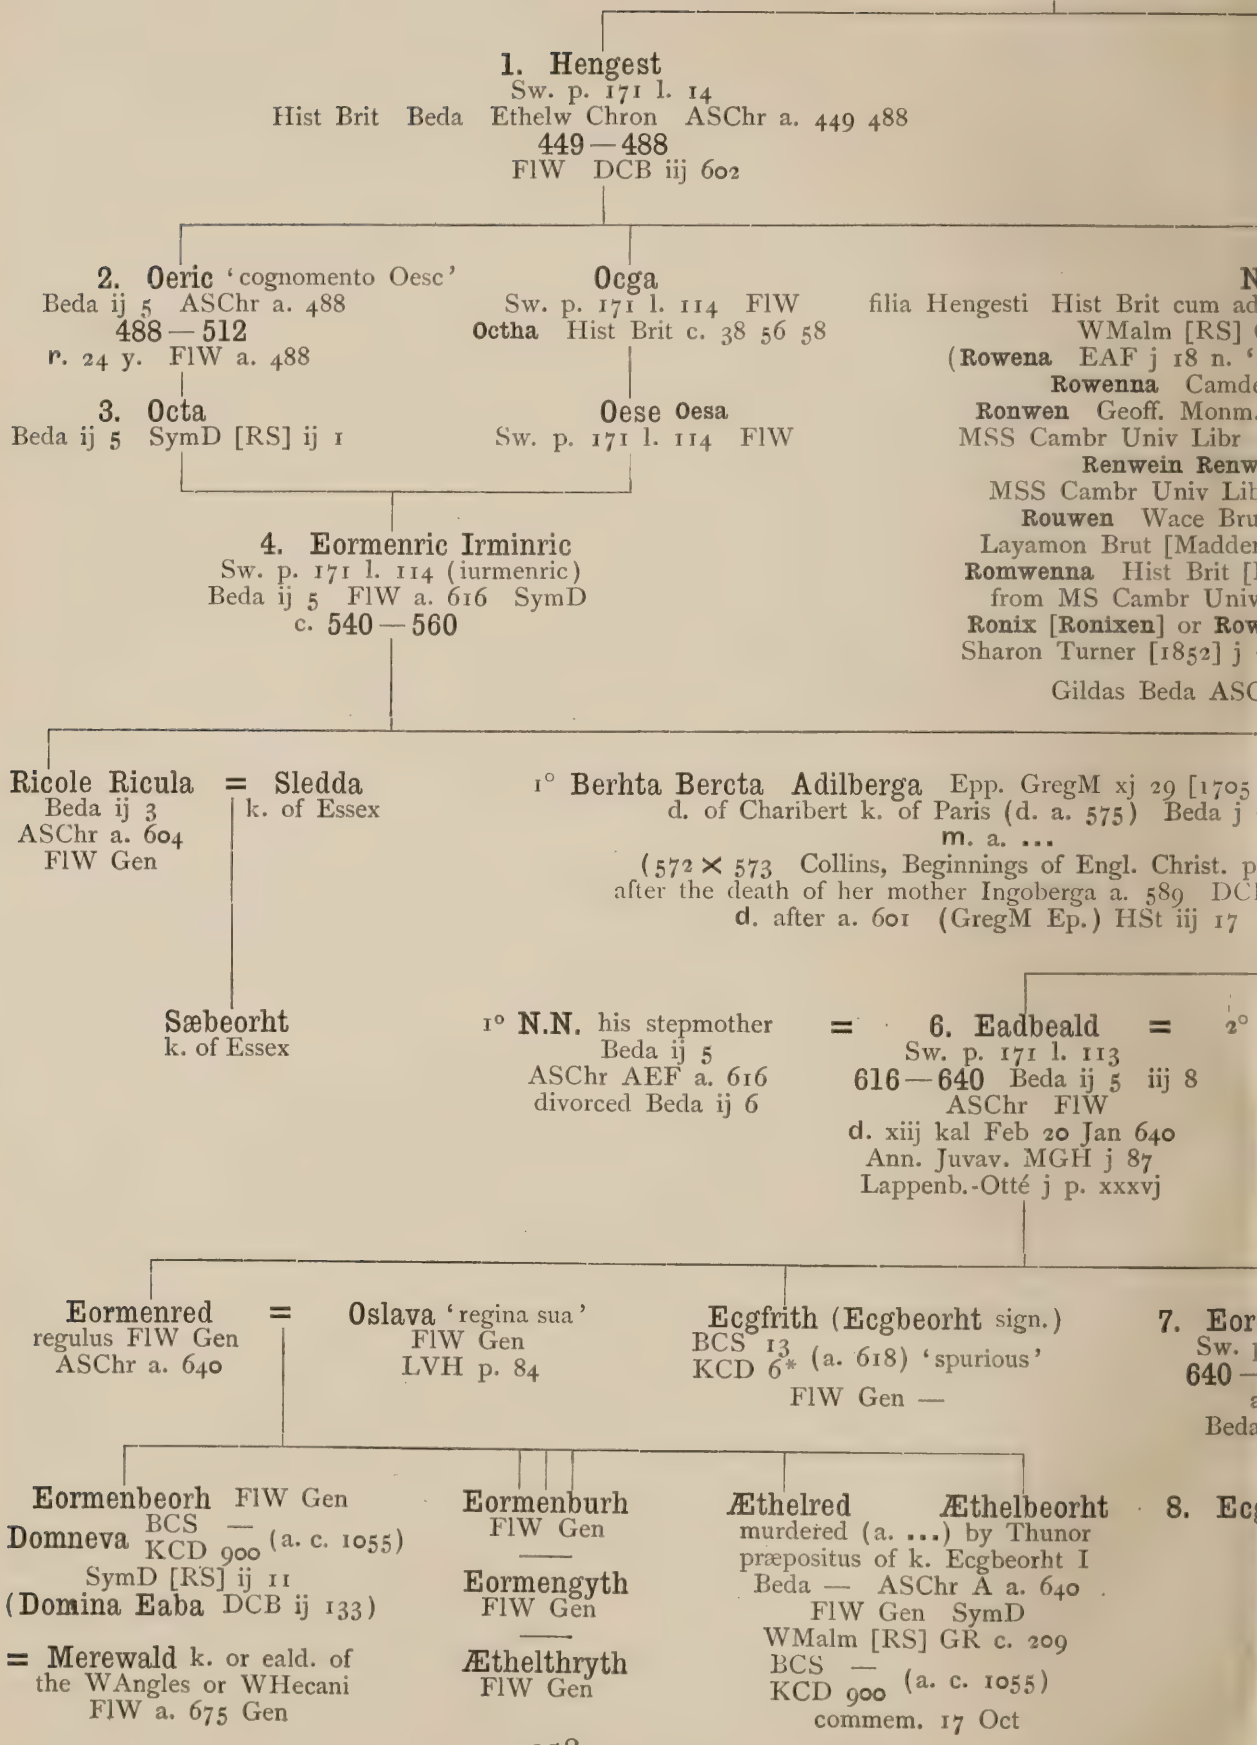 1. Hengest
Sw. p. 171 l. 14
Hist Brit Beda Ethelw Chron ASChr a. 449 488
449 — 488
FlW DCB iij 602
2. Oeric ‘cognomento Oesc’
Beda ij 5 ASChr a. 488
488 — 512
r. 24 y. FlW a. 488
Ocga
Sw. p. 171 l. 114 FlW
Octha Hist Brit c. 38 56 58
N
filia Hengesti Hist Brit cum ad
WMalm [RS]
(Rowena EAF j 18 n. ‘
Rowenna Camde
Ronwen Geoff. Monm.
MSS Cambr Univ Libr
Renwein Renw
MSS Cambr Univ Lib
Rouwen Wace Bru
Layamon Brut [Madden
Romwenna Hist Brit [
from MS Cambr Univ
Ronix [Ronixen] or Row
Sharon Turner [1852] j
Gildas Beda ASC
3. Octa
Beda ij 5 SymD [RS] ij 1
Oese Oesa
Sw. p. 171 l. 114 FlW
4. Eormenric Irminric
Sw. p. 171 l. 114 (iurmenric)
Beda ij 5 FlW a. 616 SymD
c. 540 — 560
Ricole Ricula = Sledda
Beda ij 3 k. of Essex
ASChr a. 604
FlW Gen
1° Berhta Bercta Adilberga Epp. GregM xj 29 [1705
d. of Charibert k. of Paris (d. a. 575) Beda j
m. a. ...
(572 × 573 Collins, Beginnings of Engl. Christ. p
after the death of her mother Ingoberga a. 589 DC
d. after a. 601 (GregM Ep.) HSt iij 17
Sæbeorht
k. of Essex
1° N.N. his stepmother =
Beda ij 5
ASChr AEF a. 616
divorced Beda ij 6
6. Eadbeald = 2°
Sw. p. 171 l. 113
616 — 640 Beda ij 5 iij 8
ASChr FlW
d. xiij kal Feb 20 Jan 640
Ann. Juvav. MGH j 87
Lappenb.-Otté j p. xxxvj
Eormenred =
regulus FlW Gen
ASChr a. 640
Oslava ‘regina sua’
FlW Gen
LVH p. 84
Ecgfrith (Ecgbeorht sign.)
BCS 13
KCD 6* (a. 618) ‘spurious’
FlW Gen —
7. Eor
Sw. p
640 —
a
Beda
Eormenbeorh FlW Gen
Domneva BCS —
KCD 900 (a. c. 1055)
SymD [RS] ij 11
(Domina Eaba DCB ij 133)
= Merewald k. or eald. of
the WAngles or WHecani
FlW a. 675 Gen
Eormenburh
FlW Gen
Eormengyth
FlW Gen
Æthelthryth
FlW Gen
Æthelred Æthelbeorht
murdered (a. ...) by Thunor
præpositus of k. Ecgbeorht I
Beda — ASChr A a. 640
FlW Gen SymD
WMalm [RS] GR c. 209
BCS —
KCD 900 (a. c. 1055)
commem. 17 Oct
8. Ecg